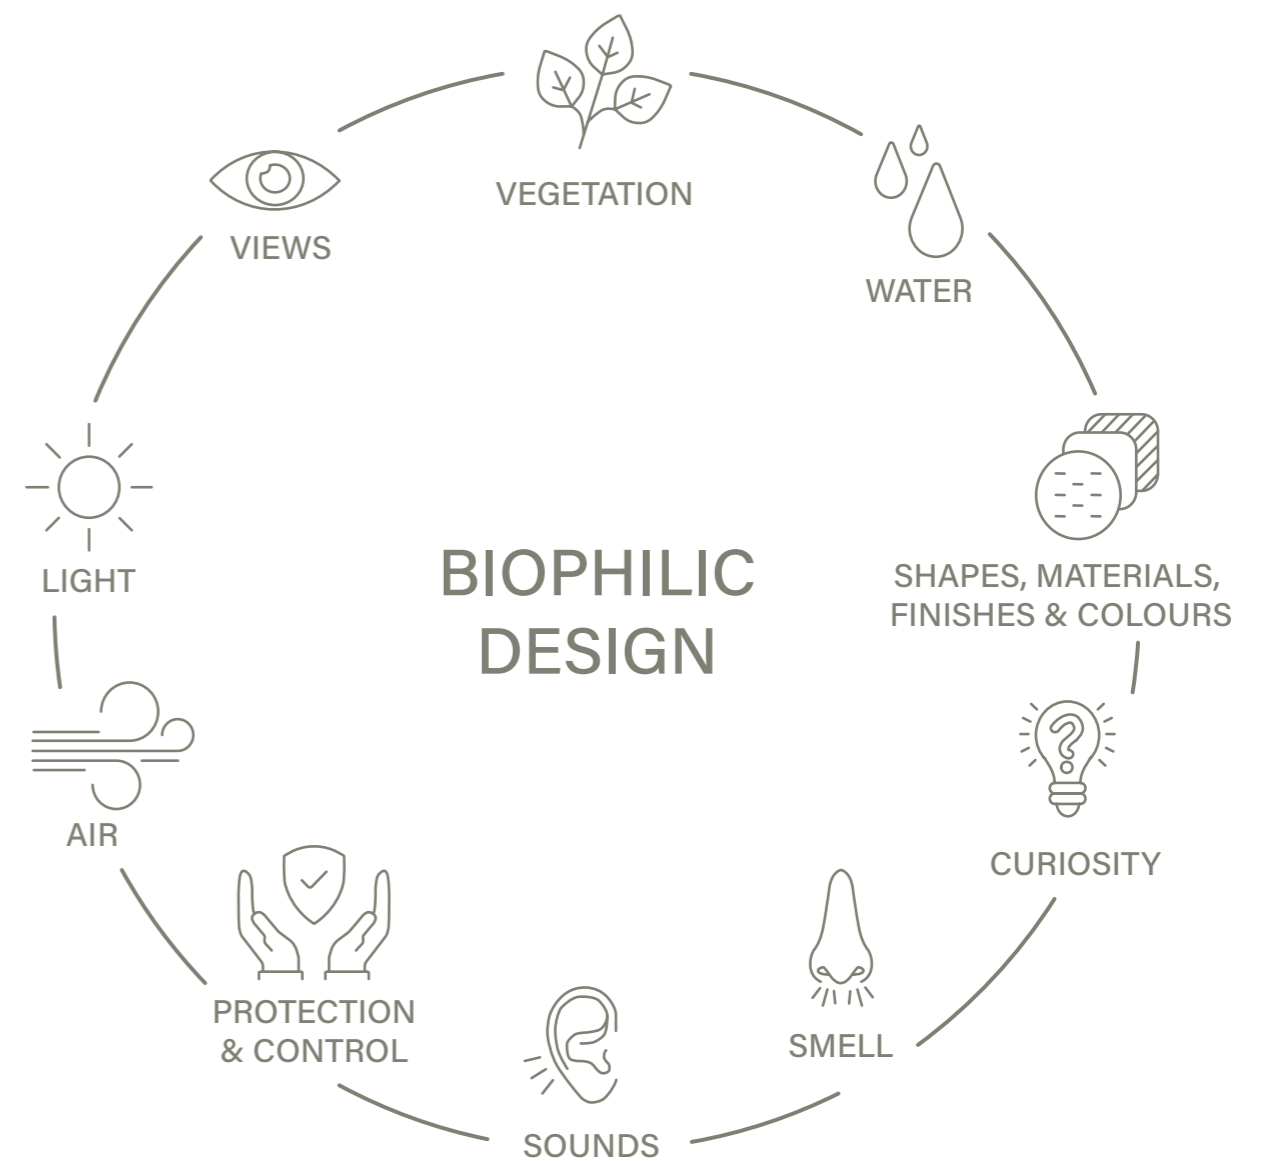 VEGETATION
VIEWS
WATER
LIGHT
BIOPHILIC
DESIGN
SHAPES, MATERIALS,
FINISHES & COLOURS
AIR
CURIOSITY
PROTECTION
& CONTROL
SMELL
SOUNDS
?